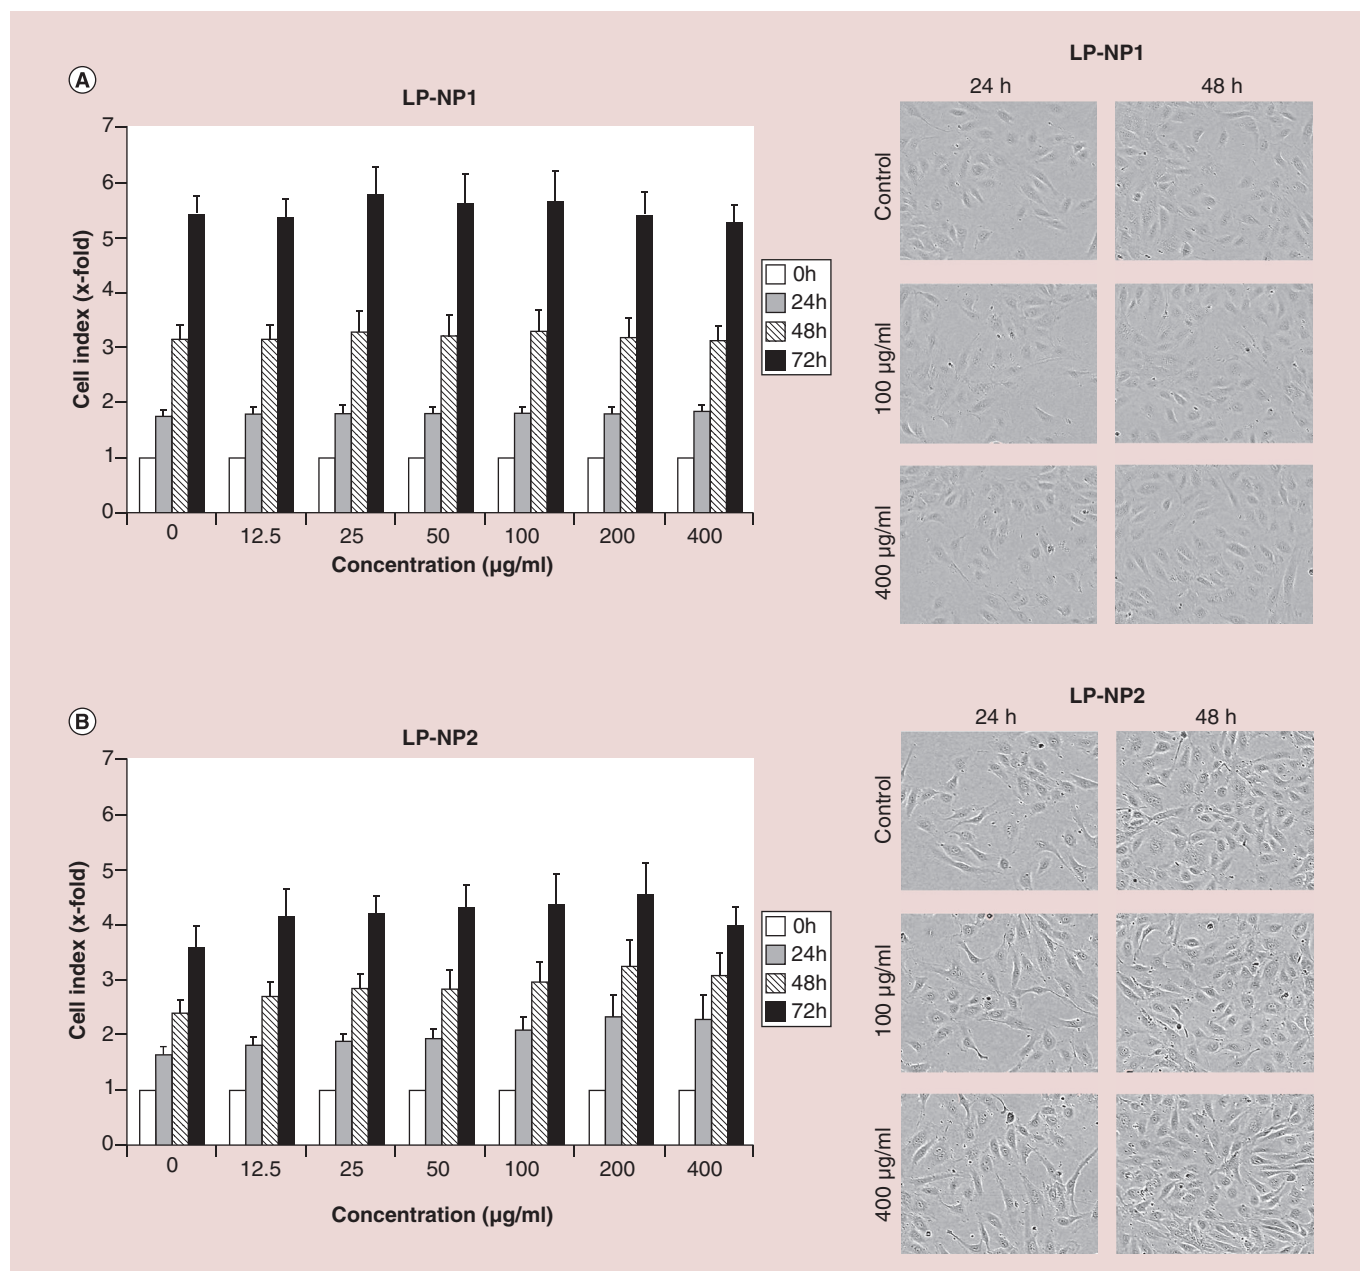 A
LP-NP1
7
6
5
4
3
2
1
0
Cell index (x-fold)
0
12.5
25
50
100
200
400
Concentration (µg/ml)
0h
24h
48h
72h
LP-NP1
24 h
48 h
Control
100 µg/ml
400 µg/ml
B
LP-NP2
7
6
5
4
3
2
1
0
Cell index (x-fold)
0
12.5
25
50
100
200
400
Concentration (µg/ml)
0h
24h
48h
72h
LP-NP2
24 h
48 h
Control
100 µg/ml
400 µg/ml